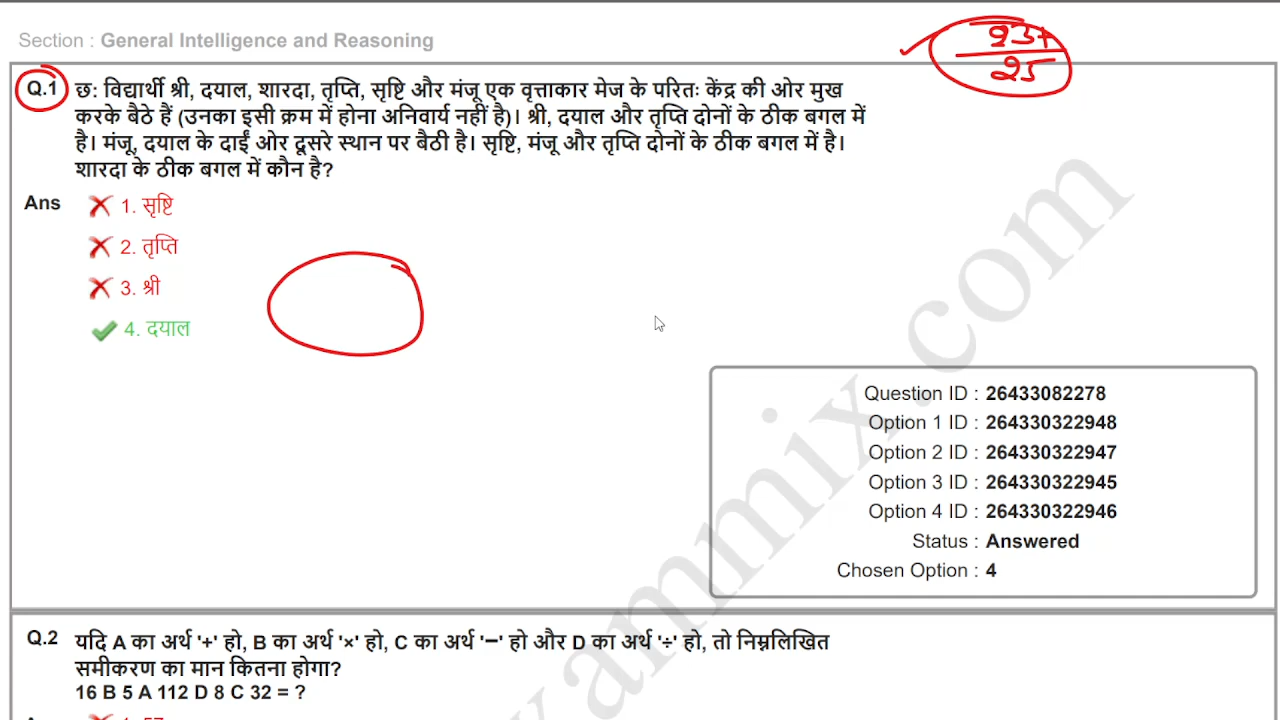 Section : General Intelligence and Reasoning
23+
25
Q.1 छ: विद्यार्थी श्री, दयाल, शारदा, तृप्ति, सृष्टि और मंजू एक वृत्ताकार मेज के परितः केंद्र की ओर मुख
करके बैठे हैं (उनका इसी क्रम में होना अनिवार्य नहीं है)। श्री, दयाल और तृप्ति दोनों के ठीक बगल में
है। मंजू, दयाल के दाईं ओर दूसरे स्थान पर बैठी है। सृष्टि, मंजू और तृप्ति दोनों के ठीक बगल में है।
शारदा के ठीक बगल में कौन है?
Ans 1. सृष्टि
2. तृप्ति
3. श्री
4. दयाल
Question ID : 26433082278
Option 1 ID : 264330322948
Option 2 ID : 264330322947
Option 3 ID : 264330322945
Option 4 ID : 264330322946
Status : Answered
Chosen Option : 4
Q.2 यदि A का अर्थ '+' हो, B का अर्थ '×' हो, C का अर्थ '−' हो और D का अर्थ '÷' हो, तो निम्नलिखित
समीकरण का मान कितना होगा?
16 B 5 A 112 D 8 C 32 = ?